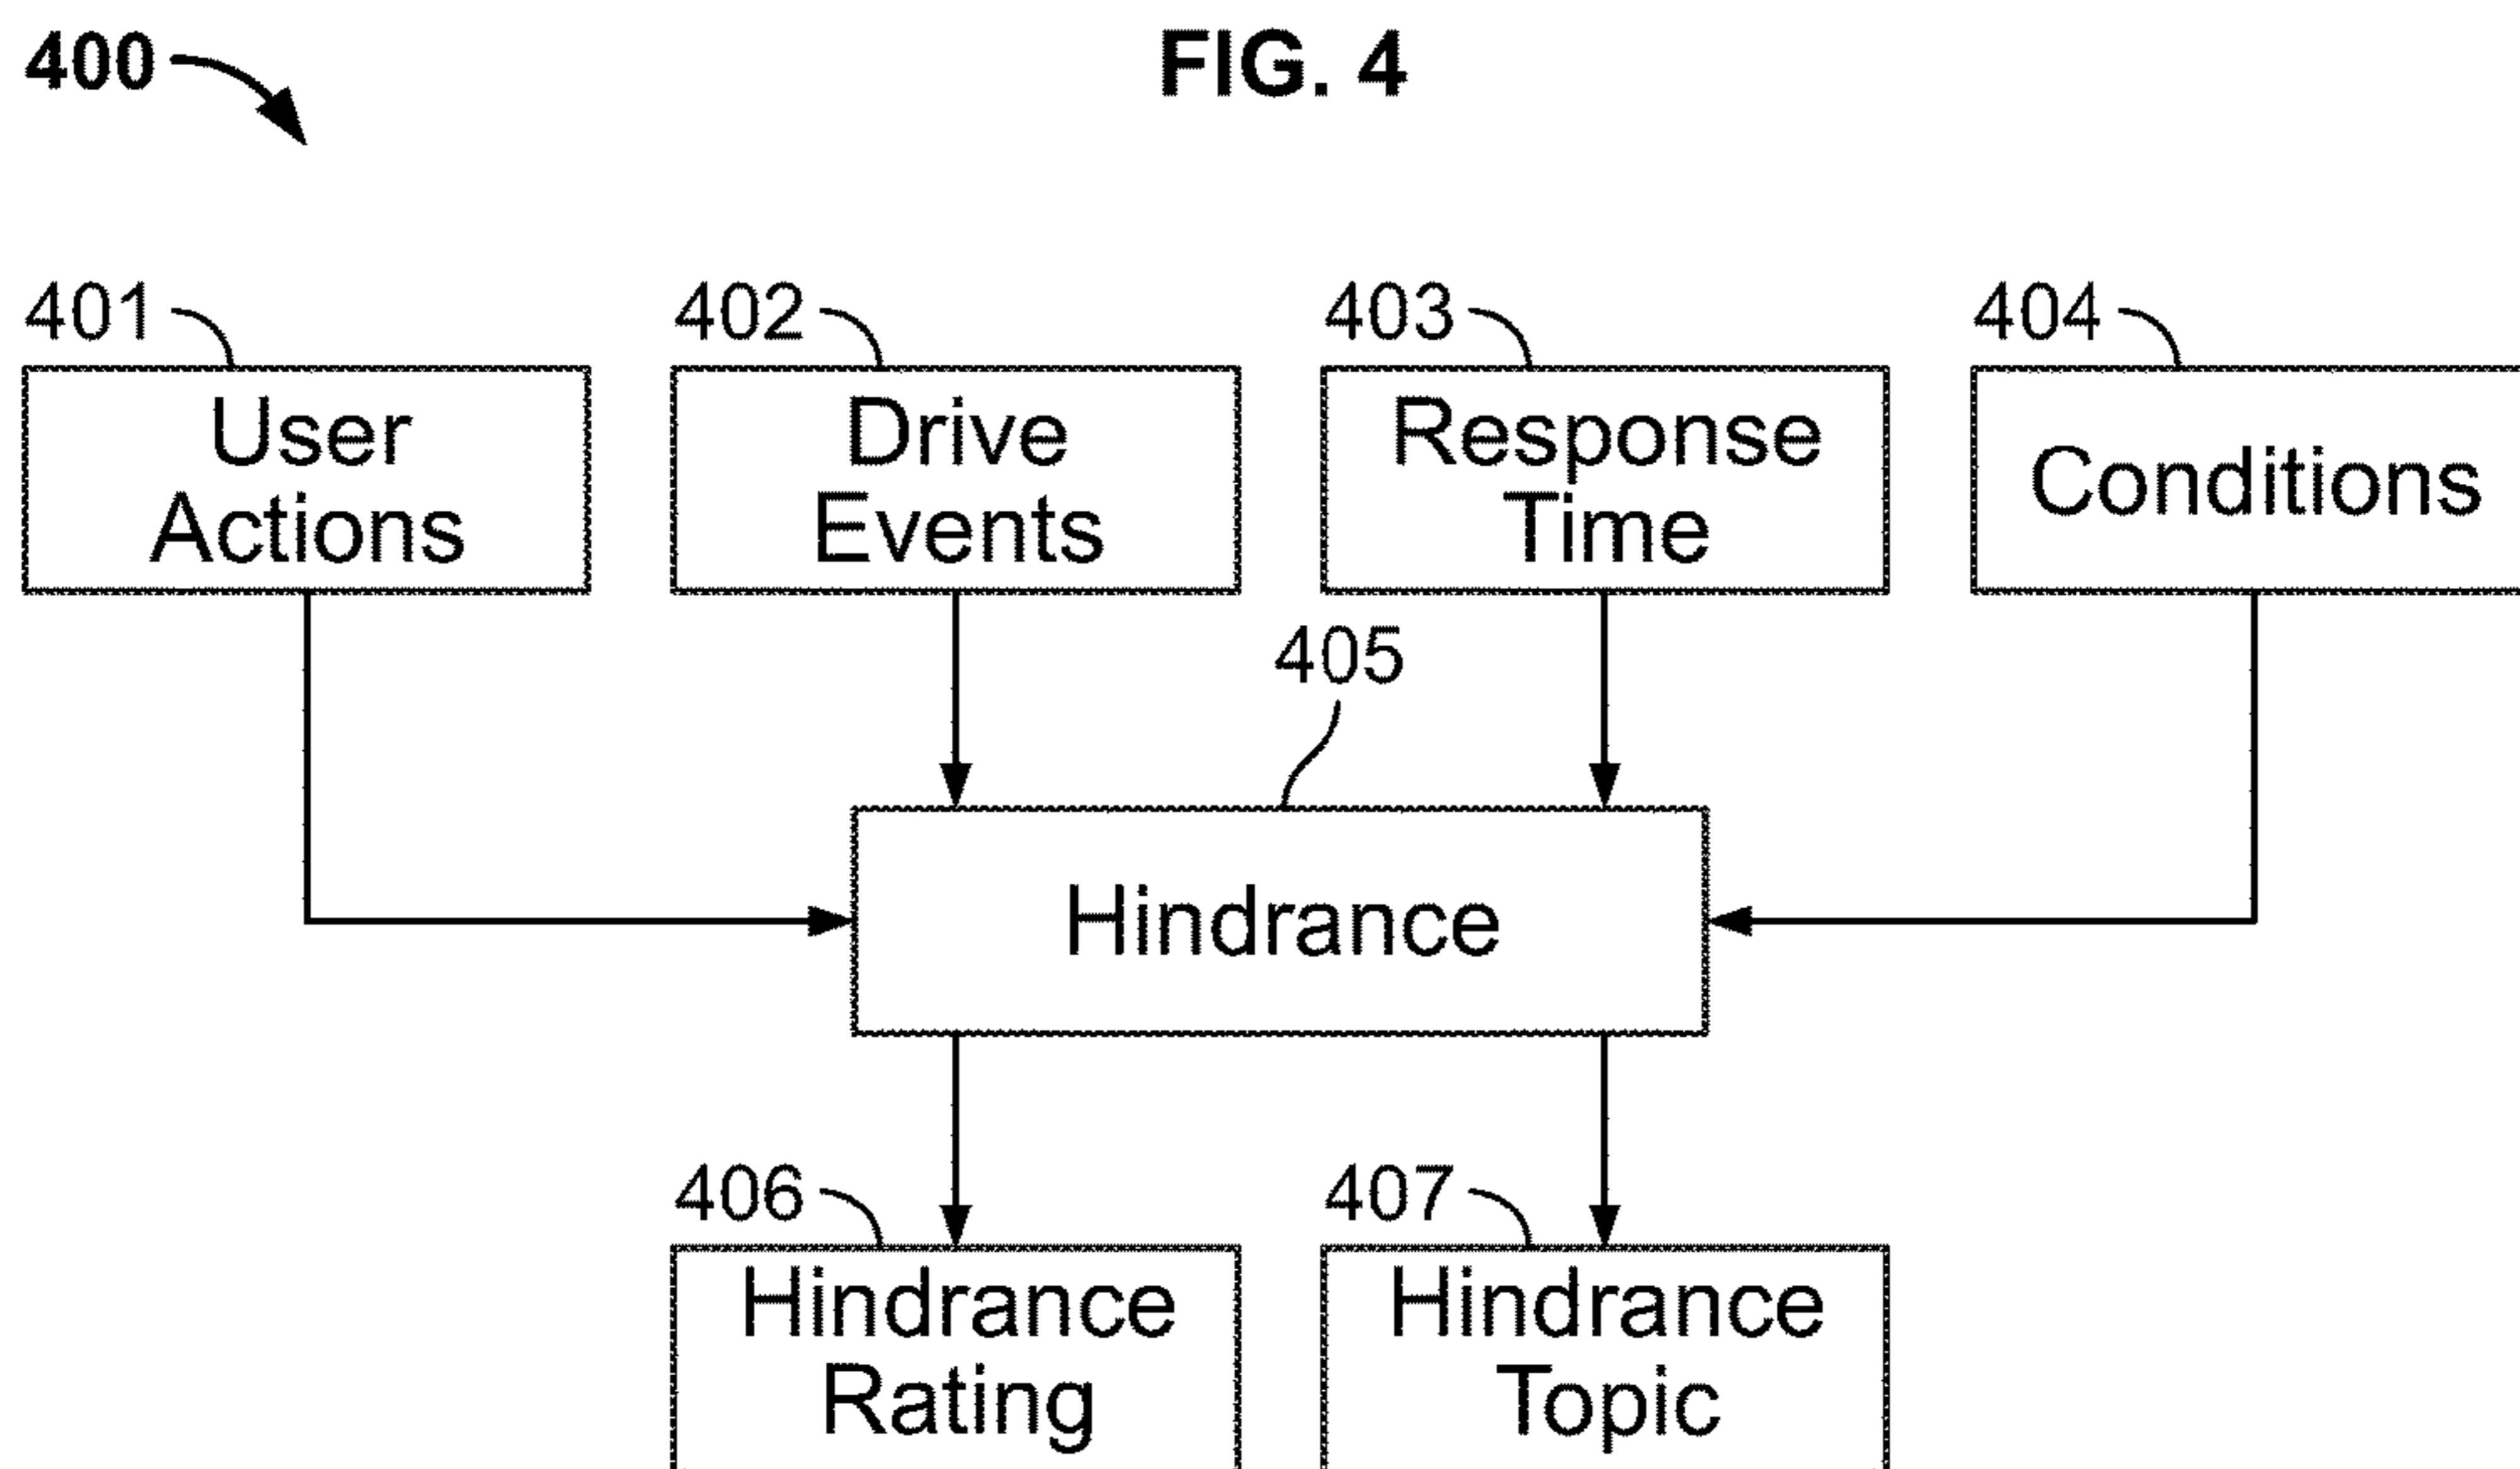 400
FIG. 4
401
402
403
404
User
Actions
Drive
Events
Response
Time
Conditions
405
Hindrance
406
407
Hindrance
Rating
Hindrance
Topic